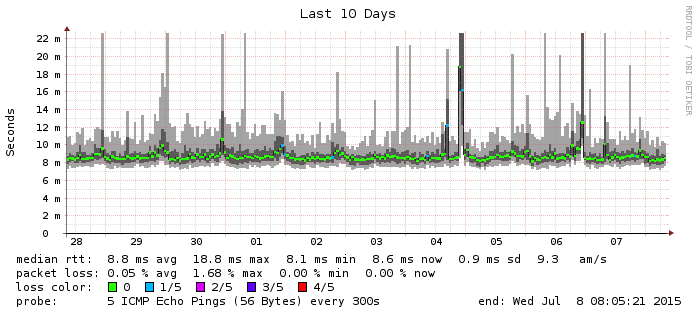 Last 10 Days
RRDTOOL / TOBI OETIKER
Seconds
22 m
20 m
18 m
16 m
14 m
12 m
10 m
8 m
6 m
4 m
2 m
0
28 29 30 01 02 03 04 05 06 07
median rtt: 8.8 ms avg 18.8 ms max 8.1 ms min 8.6 ms now 0.9 ms sd 9.3 am/s
packet loss: 0.05 % avg 1.68 % max 0.00 % min 0.00 % now
loss color: 0 1/5 2/5 3/5 4/5
probe: 5 ICMP Echo Pings (56 Bytes) every 300s end: Wed Jul 8 08:05:21 2015